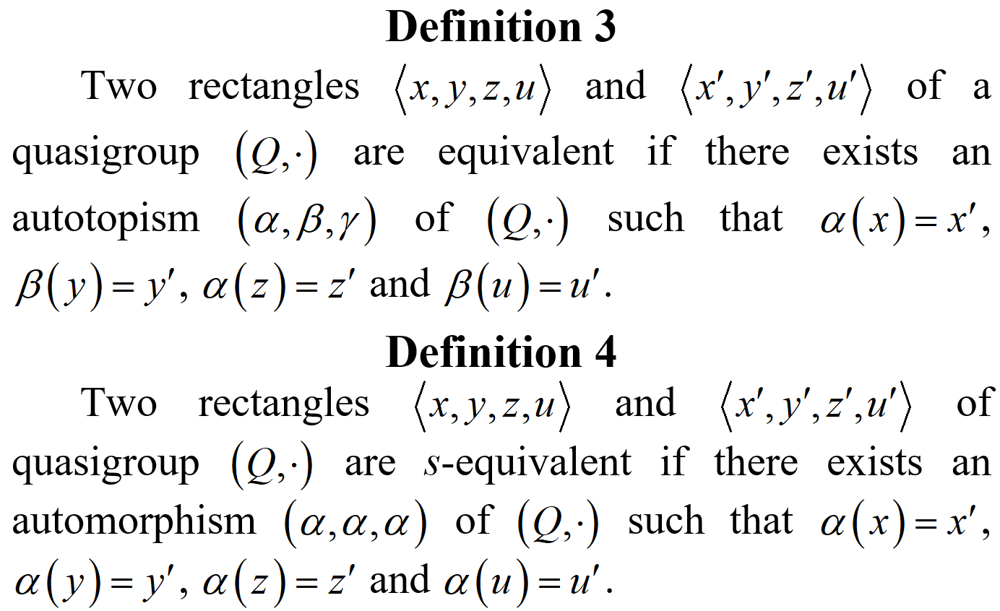 Definition 3
Two rectangles ⟨x, y, z, u⟩ and ⟨x′, y′, z′, u′⟩ of a
quasigroup (Q,·) are equivalent if there exists an
autotopism (α, β, γ) of (Q,·) such that α(x) = x′,
β(y) = y′, α(z) = z′ and β(u) = u′.
Definition 4
Two rectangles ⟨x, y, z, u⟩ and ⟨x′, y′, z′, u′⟩ of
quasigroup (Q,·) are s-equivalent if there exists an
automorphism (α, α, α) of (Q,·) such that α(x) = x′,
α(y) = y′, α(z) = z′ and α(u) = u′.